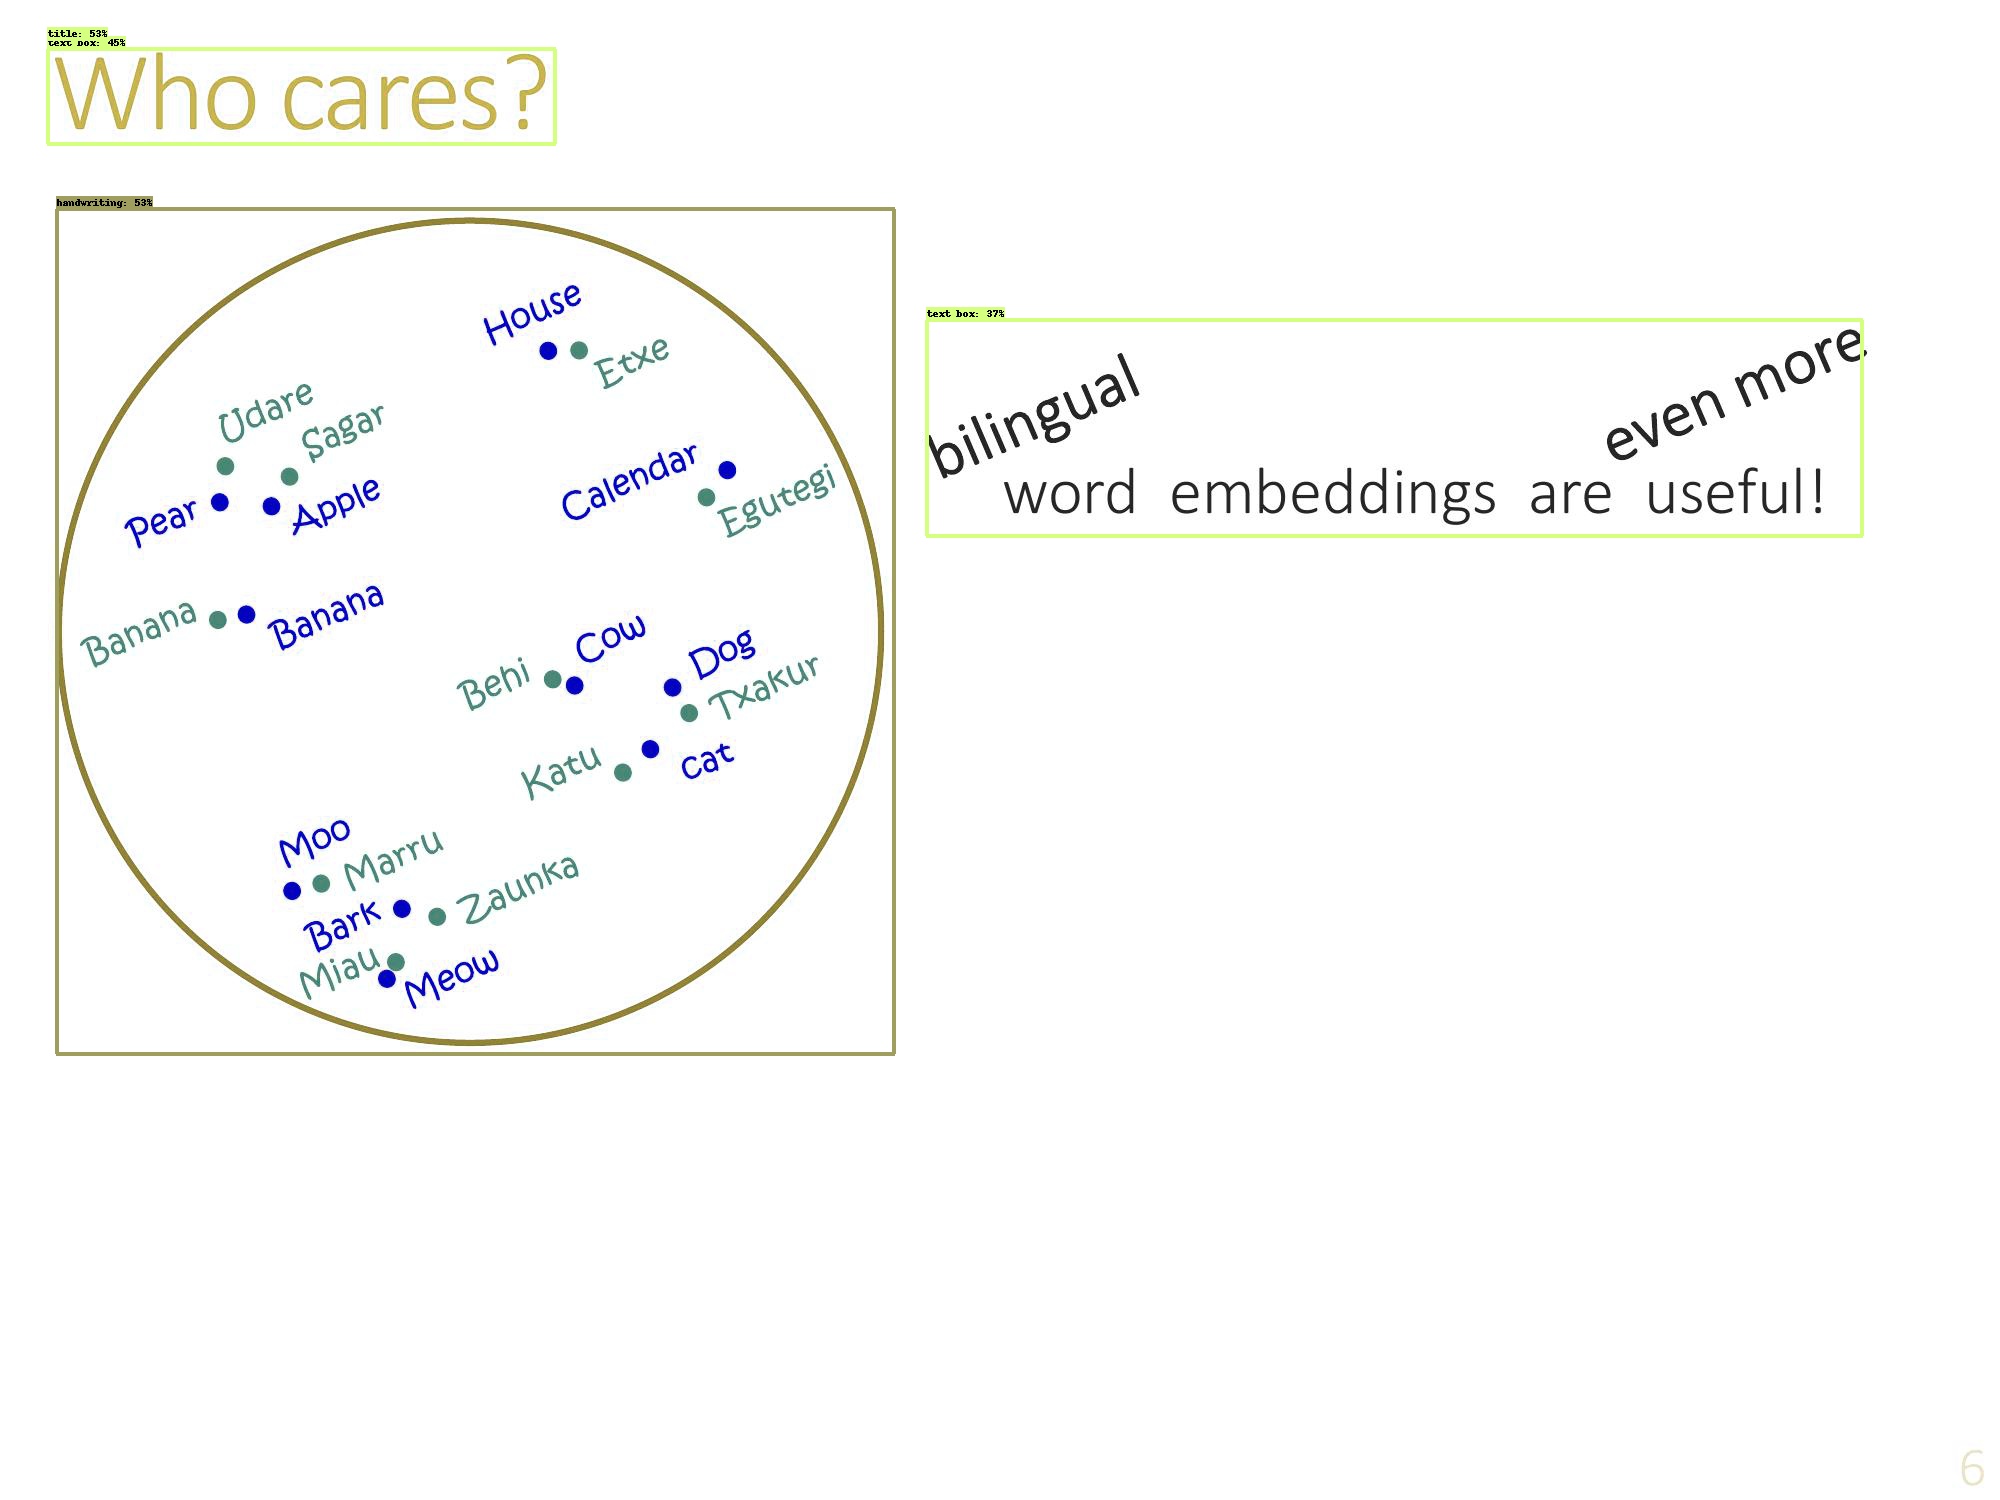 title: 53%
text box: 45%
Who cares?
handwriting: 53%
House
Etxe
Udare
Sagar
Pear
Apple
Calendar
Egutegi
Banana
Banana
Cow
Behi
Dog
Txakur
Katu
cat
Moo
Marru
Bark
Zaunka
Miau
Meow
text box: 37%
bilingual
even more
word embeddings are useful!
6